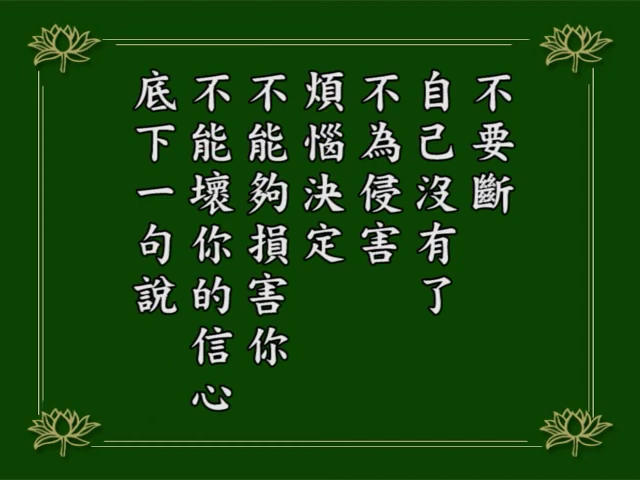 不要斷
自己沒有了
不為侵害
煩惱決定
不能夠損害你
不能壞你的信心
底下一句說